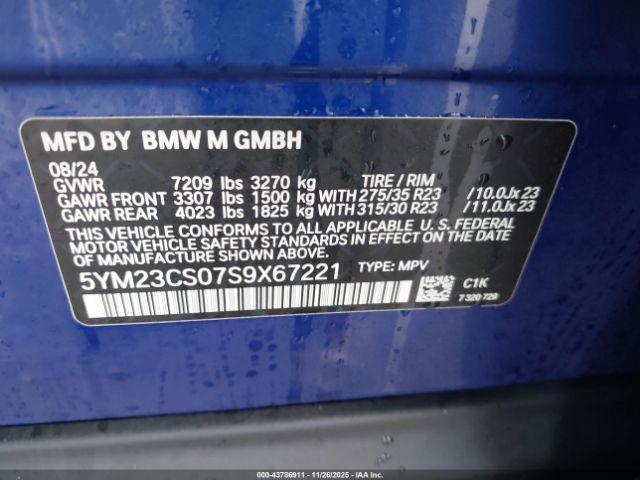 MFD BY BMW M GMBH
08/24
GVWR 7209 lbs 3270 kg TIRE / RIM
GAWR FRONT 3307 lbs 1500 kg WITH 275/35 R23 /10.0Jx23
GAWR REAR 4023 lbs 1825 kg WITH 315/30 R23 /11.0Jx23
THIS VEHICLE CONFORMS TO ALL APPLICABLE U. S. FEDERAL
MOTOR VEHICLE SAFETY STANDARDS IN EFFECT ON THE DATE
OF MANUFACTURE SHOWN ABOVE.
5YM23CS07S9X67221 TYPE: MPV
C1K
7 320 729
000-43786911 | 11/26/2025 | IAA, Inc.